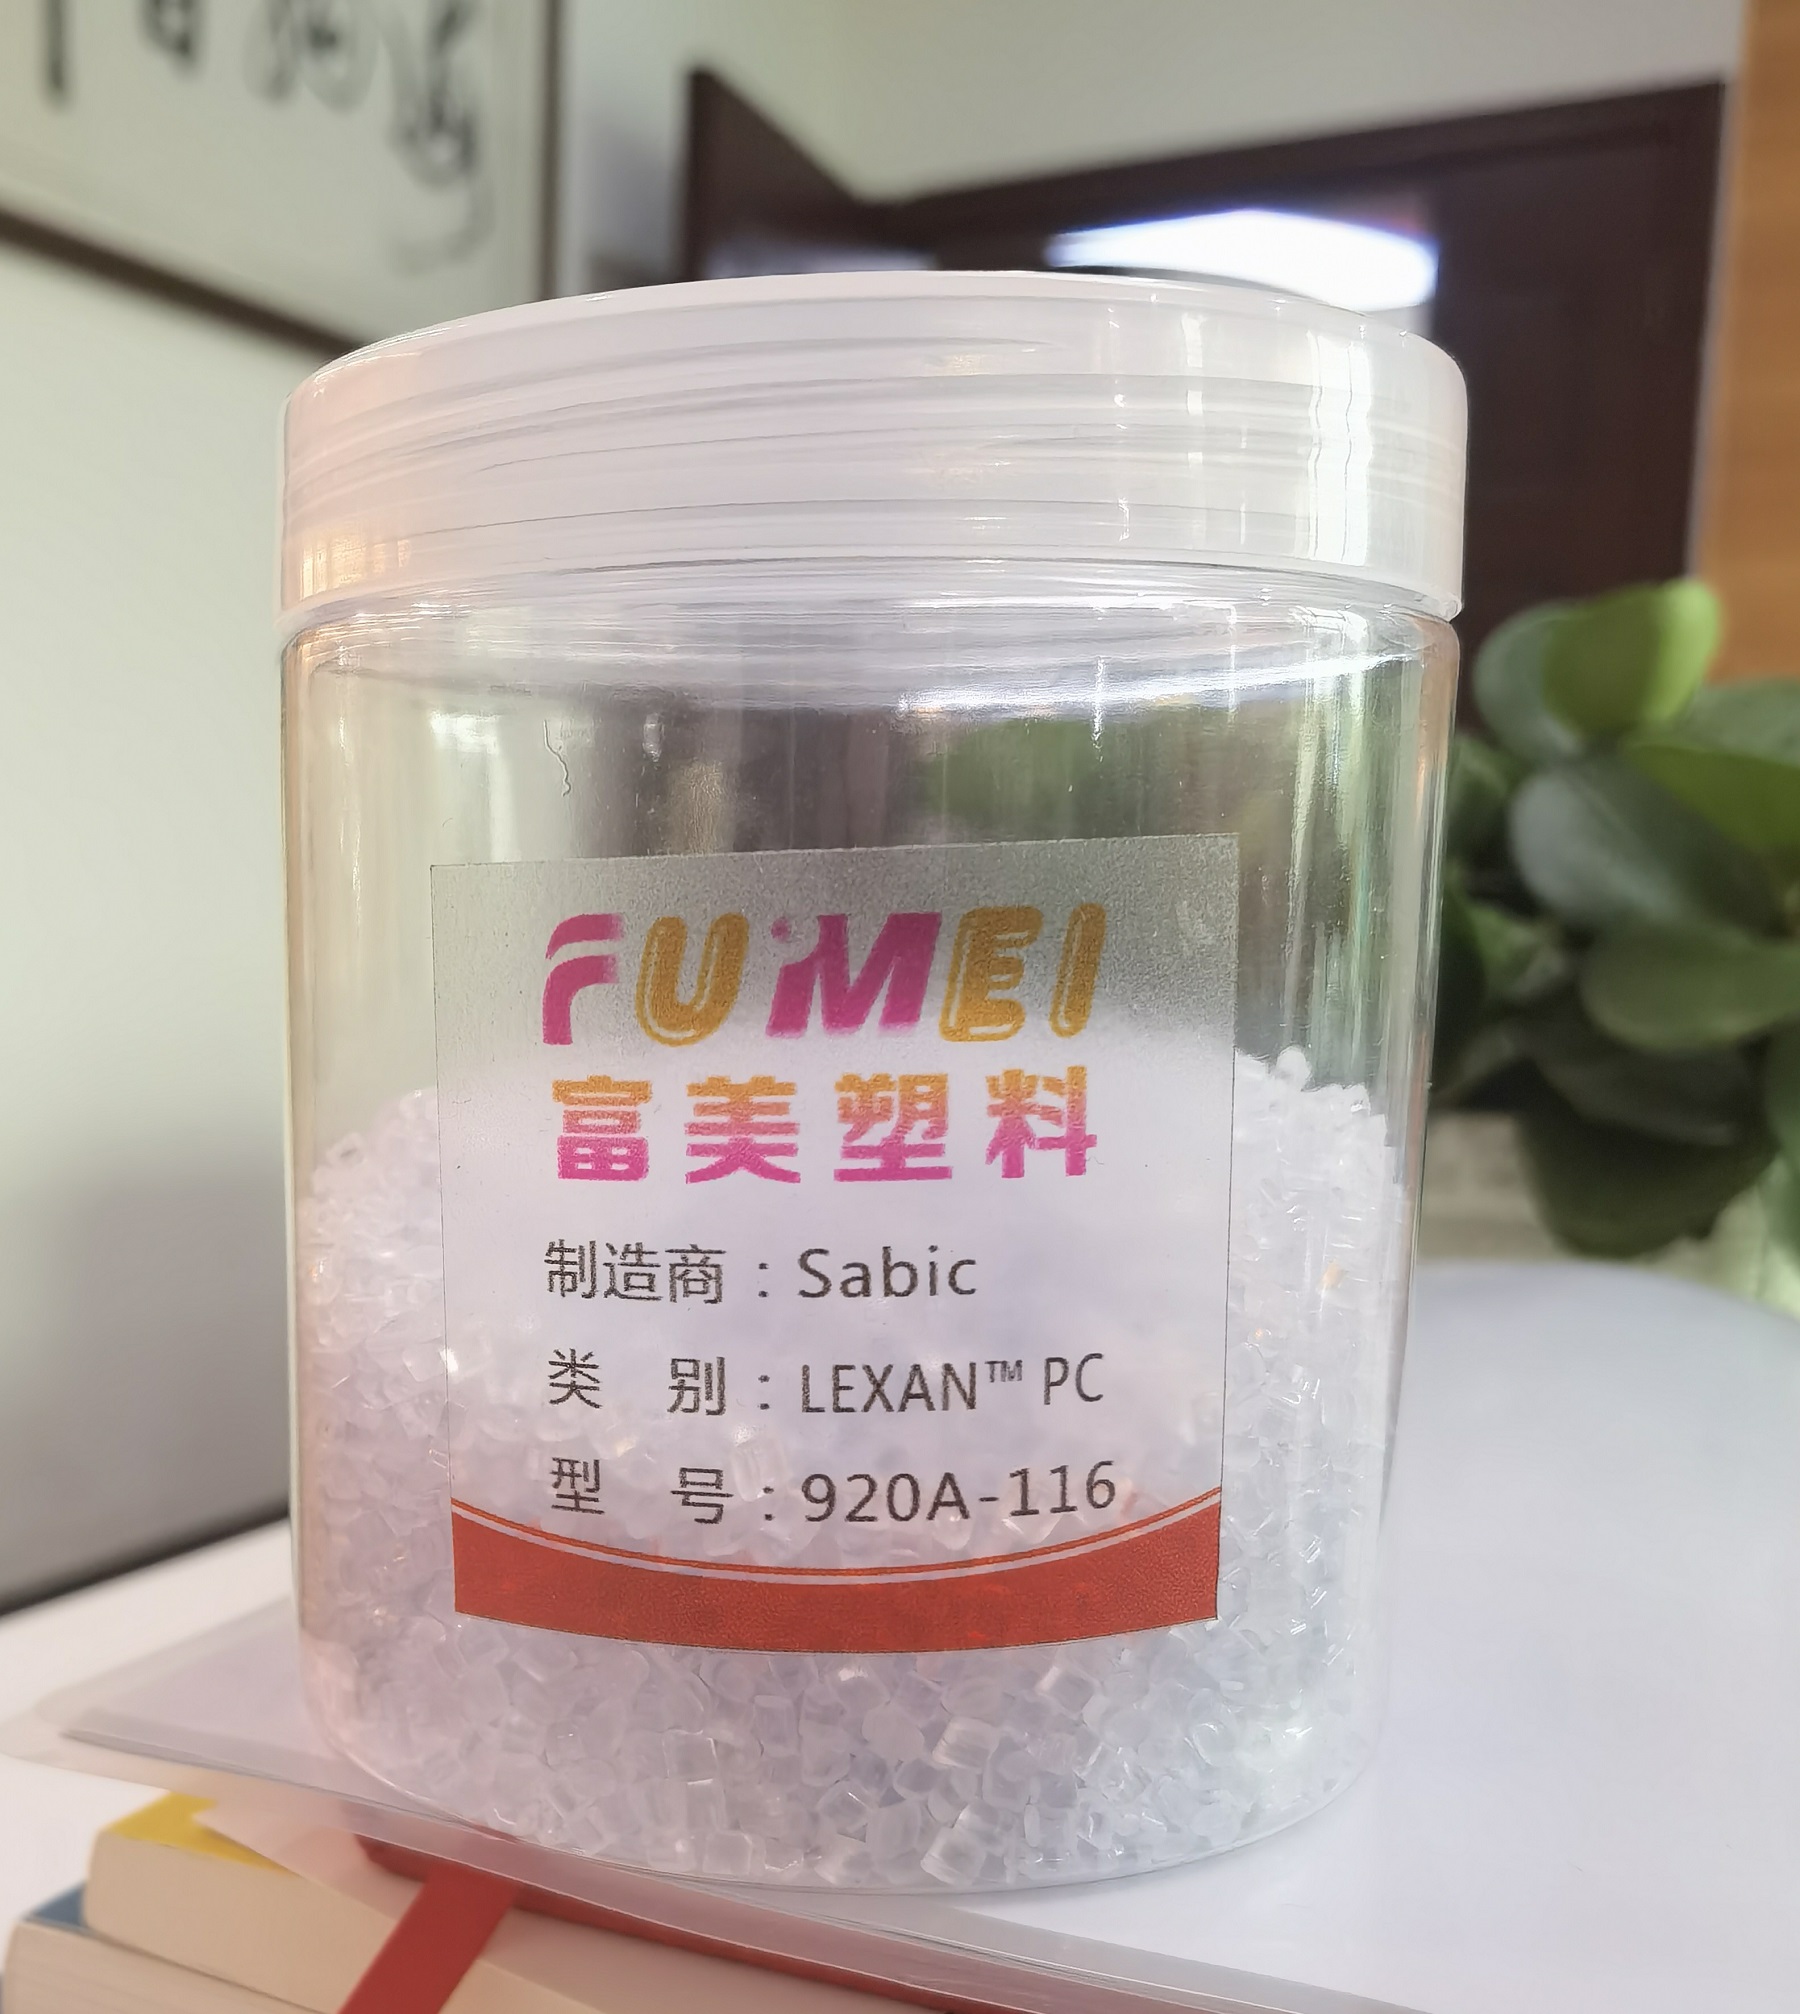 FUMEI
富美塑料
制造商：Sabic
类 别：LEXAN™ PC
型 号：920A-116